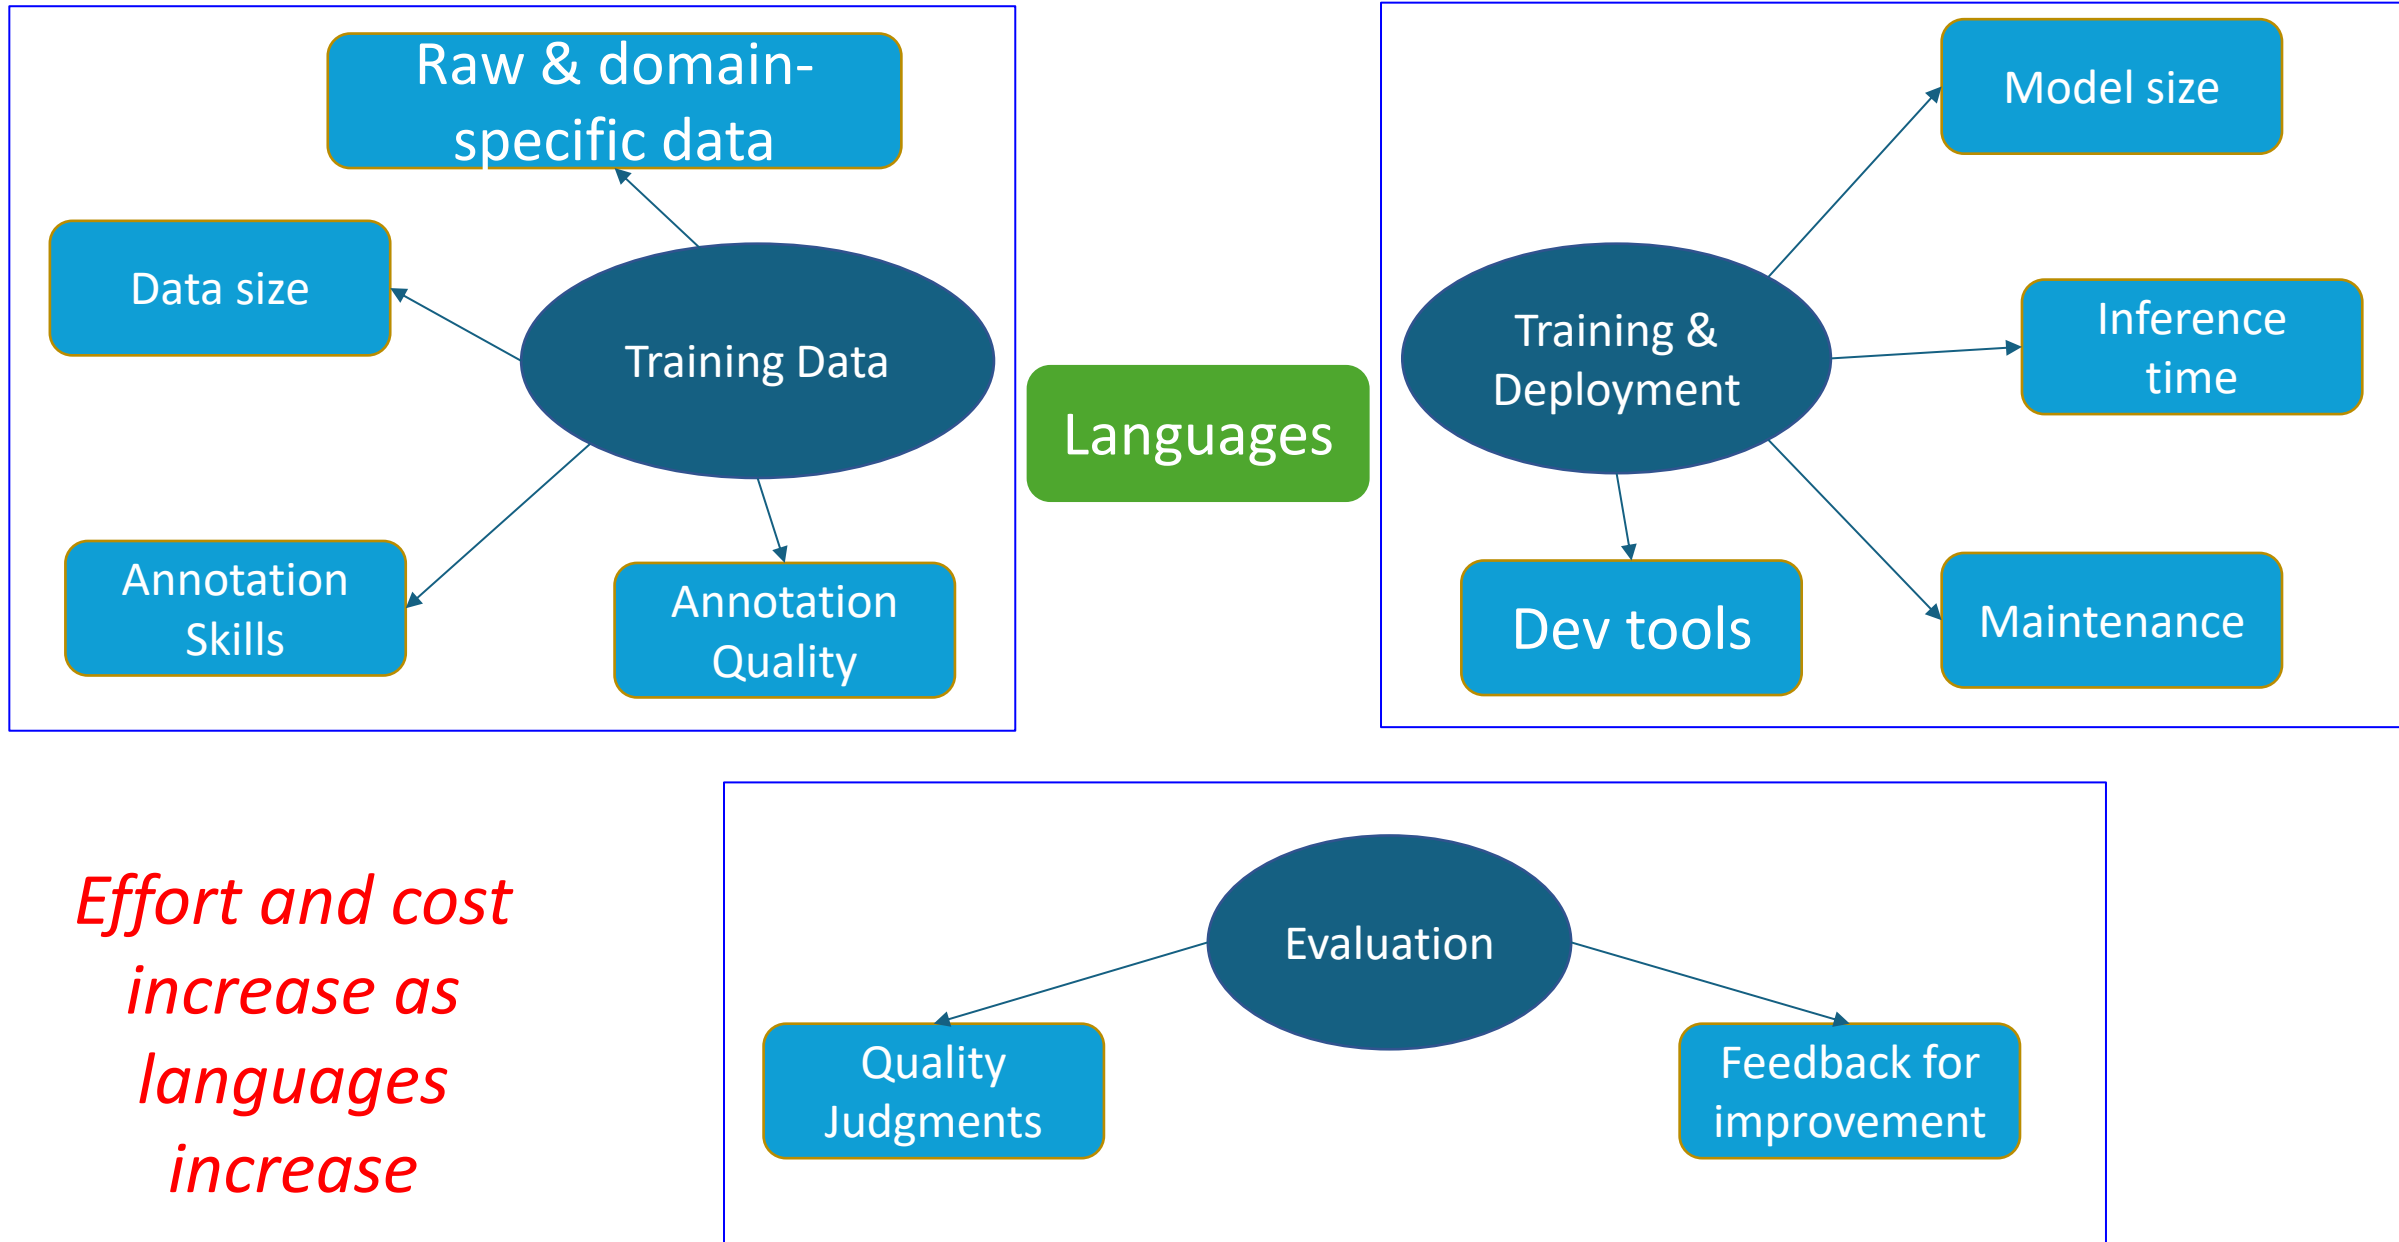 Raw & domain-
specific data
Data size
Training Data
Annotation
Skills
Annotation
Quality
Languages
Model size
Training &
Deployment
Inference
time
Dev tools
Maintenance
Effort and cost
increase as
languages
increase
Evaluation
Quality
Judgments
Feedback for
improvement